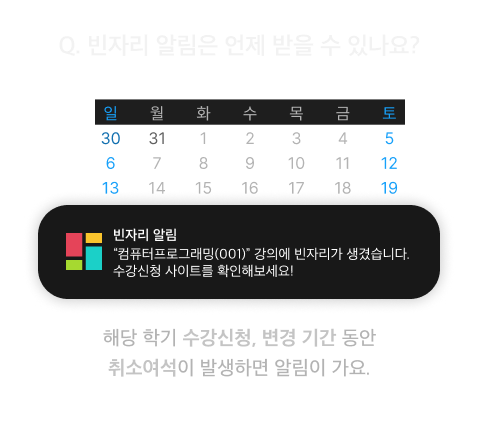 Q. 빈자리 알림은 언제 받을 수 있나요?
일 월 화 수 목 금 토
30 31 1 2 3 4 5
6 7 8 9 10 11 12
13 14 15 16 17 18 19
빈자리 알림
“컴퓨터프로그래밍(001)” 강의에 빈자리가 생겼습니다.
수강신청 사이트를 확인해보세요!
해당 학기 수강신청, 변경 기간 동안
취소여석이 발생하면 알림이 가요.